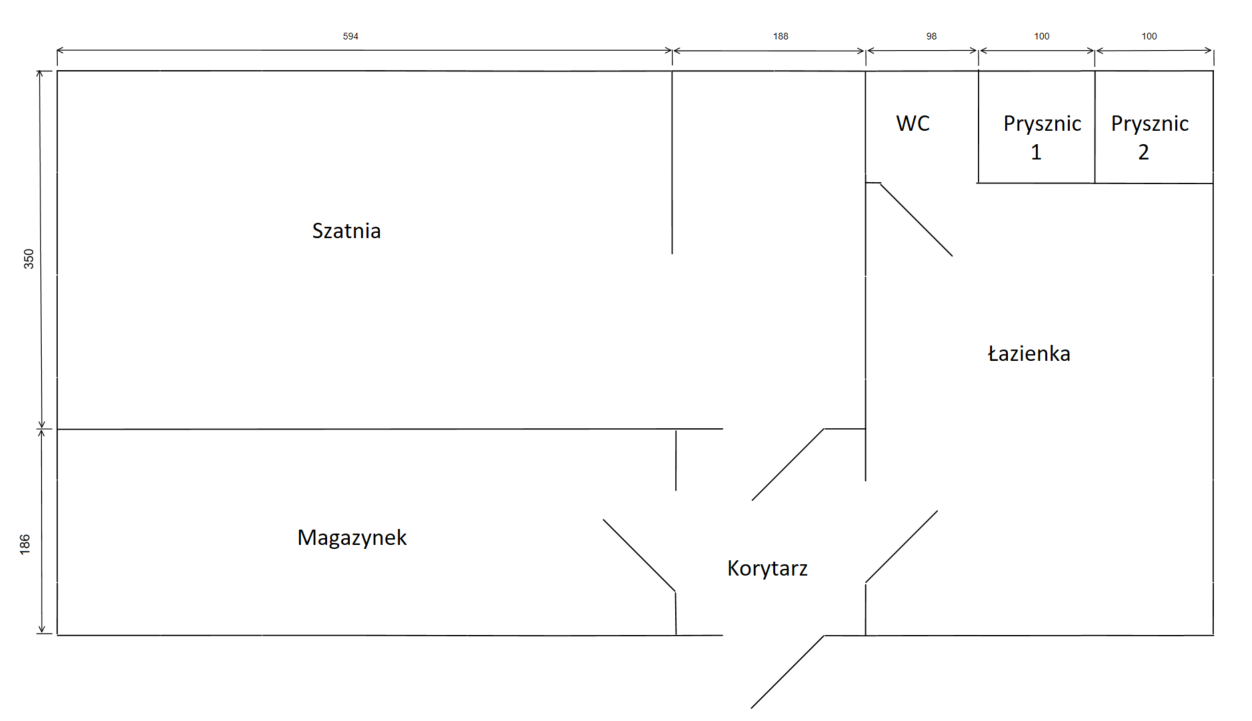 594
188
98
100
100
WC
Prysznic
1
Prysznic
2
Szatnia
350
Łazienka
186
Magazynek
Korytarz